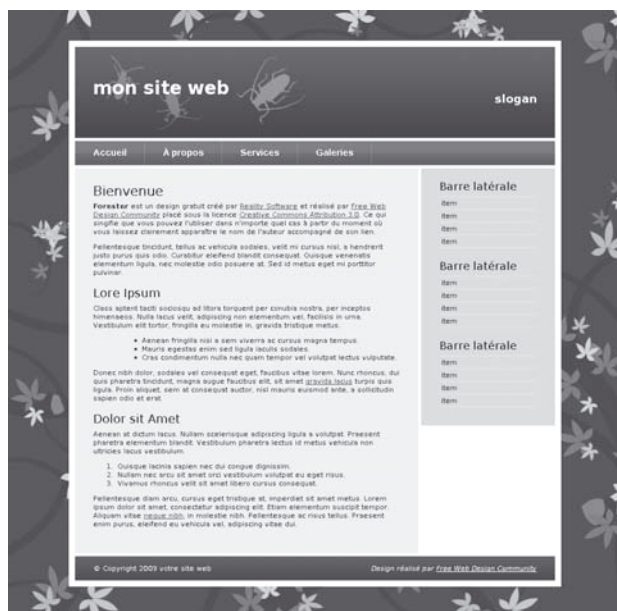 mon site web
slogan
Accueil À propos Services Galeries
Bienvenue
Forester est un design gratuit créé par Reality Software et réalisé par Free Web
Design Community placé sous la licence Creative Commons Attribution 3.0. Ce qui
singifie que vous pouvez l'utiliser dans n'importe quel cas à partir du moment où
vous laissez clairement apparaître le nom de l'auteur accompagné de son lien.
Pellentesque tincidunt, tellus ac vehicula sodales, velit mi cursus nisl, a hendrerit
justo purus quis odio. Curabitur eleifend blandit consequat. Quisque venenatis
elementum ligula, nec molestie odio posuere at. Sed id metus eget mi porttitor
pulvinar.
Lore Ipsum
Class aptent taciti sociosqu ad litora torquent per conubia nostra, per inceptos
himenaeos. Nulla lacus velit, adipiscing non elementum vel, facilisis in urna.
Vestibulum elit tortor, fringilla eu molestie in, gravida tristique metus.
• Aenean fringilla nisl a sem viverra ac cursus magna tempus.
• Mauris egestas enim sed ligula iaculis sodales.
• Cras condimentum nulla nec quam tempor vel volutpat lectus vulputate.
Donec nibh dolor, sodales vel consequat eget, faucibus vitae lorem. Nunc rhoncus, dui
quis pharetra tincidunt, magna augue faucibus elit, sit amet gravida lacus turpis quis
ligula. Proin aliquet, sem at consequat auctor, nisl mauris euismod ante, a sollicitudin
sapien odio et erat
Dolor sit Amet
Aenean at dictum lacus. Nullam scelerisque adipiscing ligula a volutpat. Praesent
pharetra elementum blandit. Vestibulum pharetra lectus id metus vehicula non
ultricies lacus vestibulum.
1. Quisque lacinia sapien nec dui congue dignissim.
2. Nullam nec arcu sit amet orci vestibulum volutpat eu eget risus.
3. Vivamus rhoncus velit sit amet libero cursus consequat.
Pellentesque diam arcu, cursus eget tristique at, imperdiet sit amet metus. Lorem
ipsum dolor sit amet, consectetur adipiscing elit. Etiam elementum suscipit tempor.
Aliquam vitae neque nibh, in molestie nibh. Pellentesque ac risus tellus. Praesent
enim purus, eleifend eu vehicula vel, adipiscing vitae dui.
Barre latérale
item
item
item
item
Barre latérale
item
item
item
item
Barre latérale
item
item
item
item
© Copyright 2009 votre site web
Design réalisé par Free Web Design Cammunity